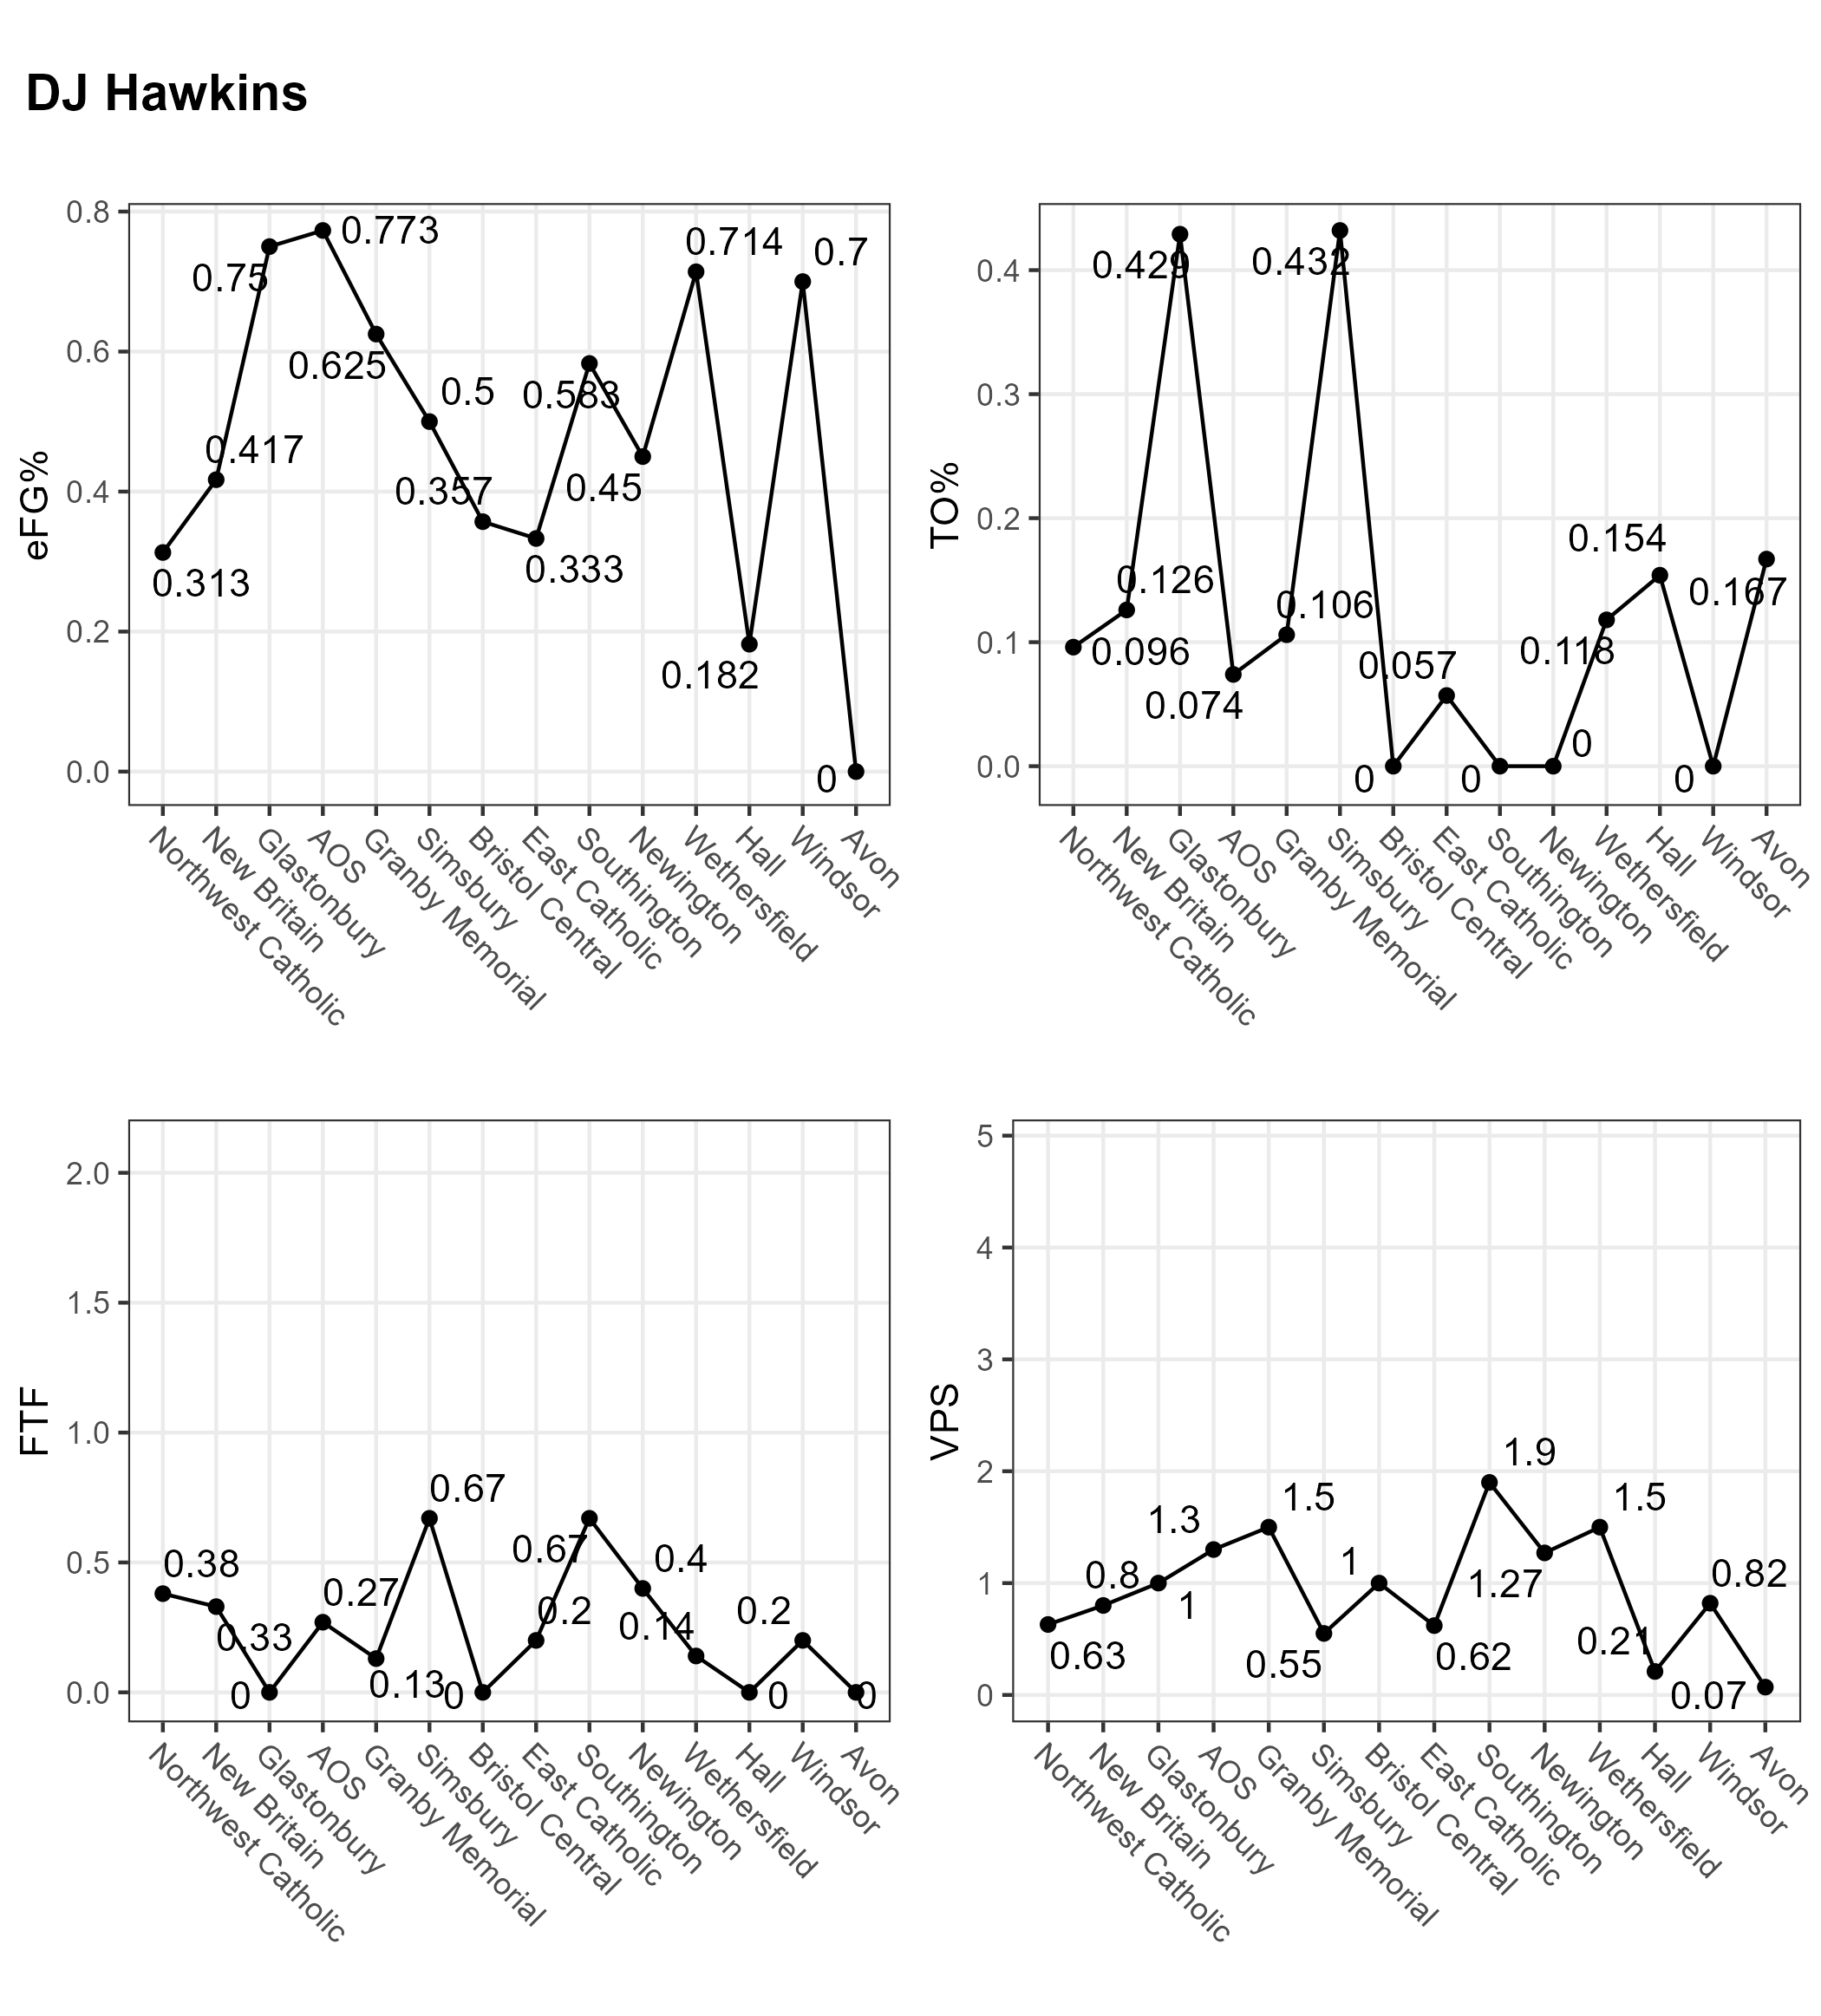 DJ Hawkins
eFG%
0.8
0.6
0.4
0.2
0.0
0.313
0.417
0.75
0.773
0.625
0.5
0.357
0.333
0.583
0.45
0.714
0.182
0.7
0
Northwest Catholic
New Britain
Glastonbury
AOS
Granby Memorial
Simsbury
Bristol Central
East Catholic
Southington
Newington
Wethersfield
Hall
Windsor
Avon
TO%
0.4
0.3
0.2
0.1
0.0
0.096
0.126
0.429
0.074
0.106
0.432
0
0.057
0
0
0.118
0.154
0
0.167
Northwest Catholic
New Britain
Glastonbury
AOS
Granby Memorial
Simsbury
Bristol Central
East Catholic
Southington
Newington
Wethersfield
Hall
Windsor
Avon
FTF
2.0
1.5
1.0
0.5
0.0
0.38
0.33
0
0.27
0.13
0.67
0
0.2
0.67
0.4
0.14
0
0.2
0
Northwest Catholic
New Britain
Glastonbury
AOS
Granby Memorial
Simsbury
Bristol Central
East Catholic
Southington
Newington
Wethersfield
Hall
Windsor
Avon
VPS
5
4
3
2
1
0
0.63
0.8
1
1.3
1.5
0.55
1
0.62
1.9
1.27
1.5
0.21
0.82
0.07
Northwest Catholic
New Britain
Glastonbury
AOS
Granby Memorial
Simsbury
Bristol Central
East Catholic
Southington
Newington
Wethersfield
Hall
Windsor
Avon